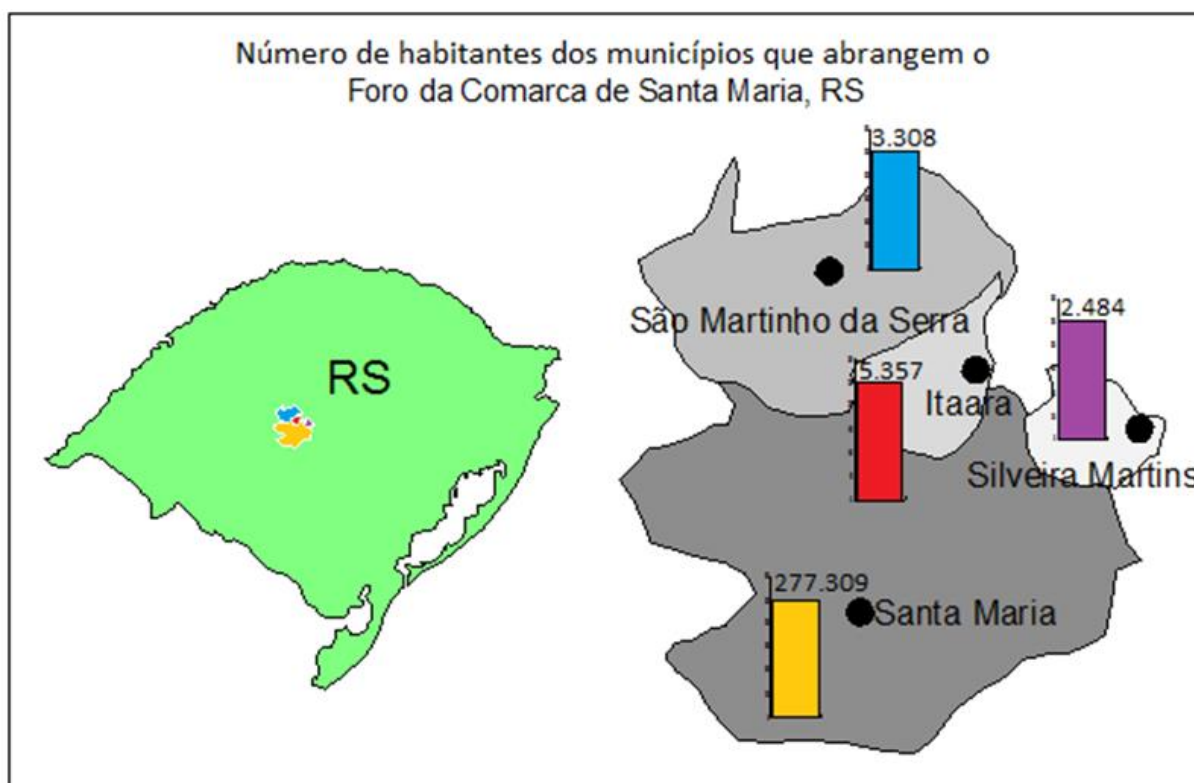 Número de habitantes dos municípios que abrangem o
Foro da Comarca de Santa Maria, RS
3.308
São Martinho da Serra
2.484
RS
5.357
Itaara
Silveira Martins
277.309
Santa Maria